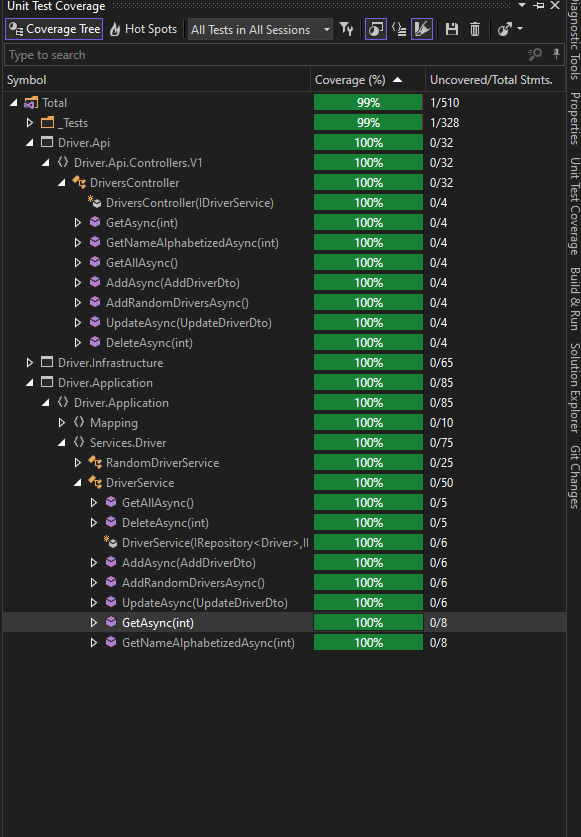 Unit Test Coverage
Coverage Tree Hot Spots All Tests in All Sessions
Type to search
Symbol Coverage (%) Uncovered/Total Stmts.
Total 99% 1/510
_Tests 99% 1/328
Driver.Api 100% 0/32
Driver.Api.Controllers.V1 100% 0/32
DriversController 100% 0/32
DriversController(IDriverService) 100% 0/4
GetAsync(int) 100% 0/4
GetNameAlphabetizedAsync(int) 100% 0/4
GetAllAsync() 100% 0/4
AddAsync(AddDriverDto) 100% 0/4
AddRandomDriversAsync() 100% 0/4
UpdateAsync(UpdateDriverDto) 100% 0/4
DeleteAsync(int) 100% 0/4
Driver.Infrastructure 100% 0/65
Driver.Application 100% 0/85
Driver.Application 100% 0/85
Mapping 100% 0/10
Services.Driver 100% 0/75
RandomDriverService 100% 0/25
DriverService 100% 0/50
GetAllAsync() 100% 0/5
DeleteAsync(int) 100% 0/5
DriverService(IRepository<Driver>,II 100% 0/6
AddAsync(AddDriverDto) 100% 0/6
AddRandomDriversAsync() 100% 0/6
UpdateAsync(UpdateDriverDto) 100% 0/6
GetAsync(int) 100% 0/8
GetNameAlphabetizedAsync(int) 100% 0/8
Diagnostic Tools
Properties
Unit Test Coverage
Build & Run
Solution Explorer
Git Changes